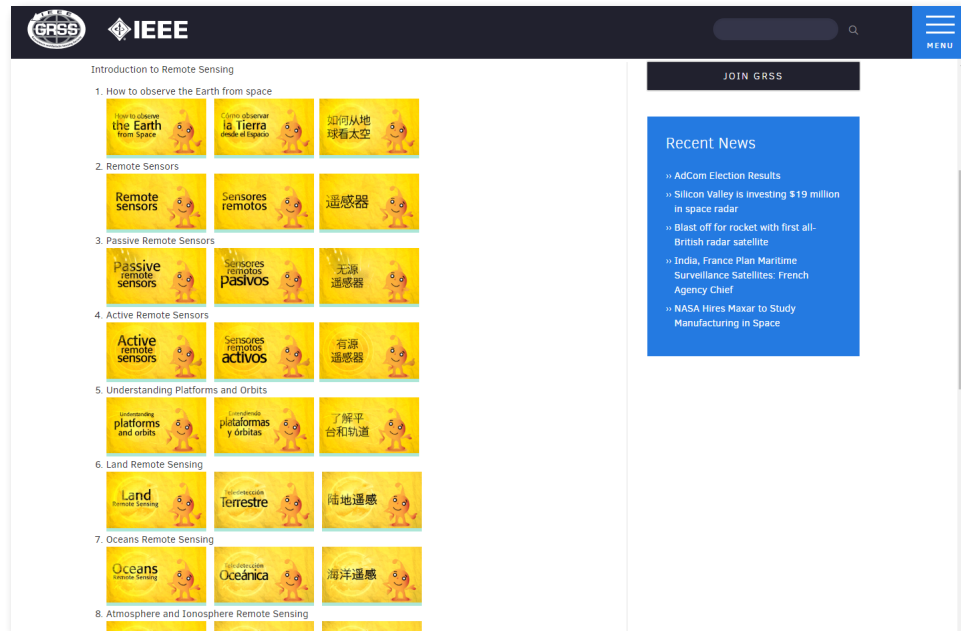 GRSS
IEEE
MENU
Introduction to Remote Sensing
1. How to observe the Earth from space
How to observe
the Earth
from Space
Cómo observar
la Tierra
desde el Espacio
如何从地
球看太空
2. Remote Sensors
Remote
sensors
Sensores
remotos
遥感器
3. Passive Remote Sensors
Passive
remote
sensors
Sensores
remotos
pasivos
无源
遥感器
4. Active Remote Sensors
Active
remote
sensors
Sensores
remotos
activos
有源
遥感器
5. Understanding Platforms and Orbits
Understanding
platforms
and orbits
plataformas
y órbitas
了解平
台和轨道
6. Land Remote Sensing
Land
Remote Sensing
Teledetección
Terrestre
陆地遥感
7. Oceans Remote Sensing
Oceans
Remote Sensing
Teledetección
Oceánica
海洋遥感
8. Atmosphere and Ionosphere Remote Sensing
JOIN GRSS
Recent News
›› AdCom Election Results
›› Silicon Valley is investing $19 million
in space radar
›› Blast off for rocket with first all-
British radar satellite
›› India, France Plan Maritime
Surveillance Satellites: French
Agency Chief
›› NASA Hires Maxar to Study
Manufacturing in Space